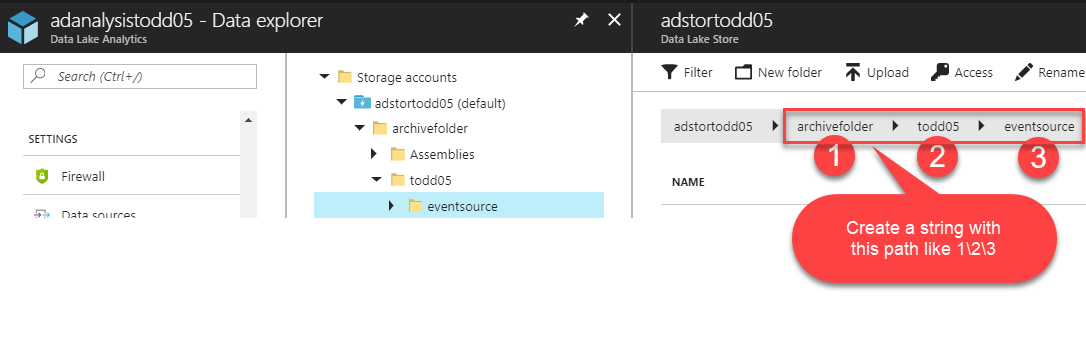 adanalysistodd05 - Data explorer
Data Lake Analytics
Search (Ctrl+/)
SETTINGS
Firewall
Data sources
Storage accounts
adstortodd05 (default)
archivefolder
Assemblies
todd05
eventsource
adstortodd05
Data Lake Store
Filter New folder Upload Access Rename
adstortodd05 archivefolder todd05 eventsource
1 2 3
NAME
Create a string with
this path like 1\2\3